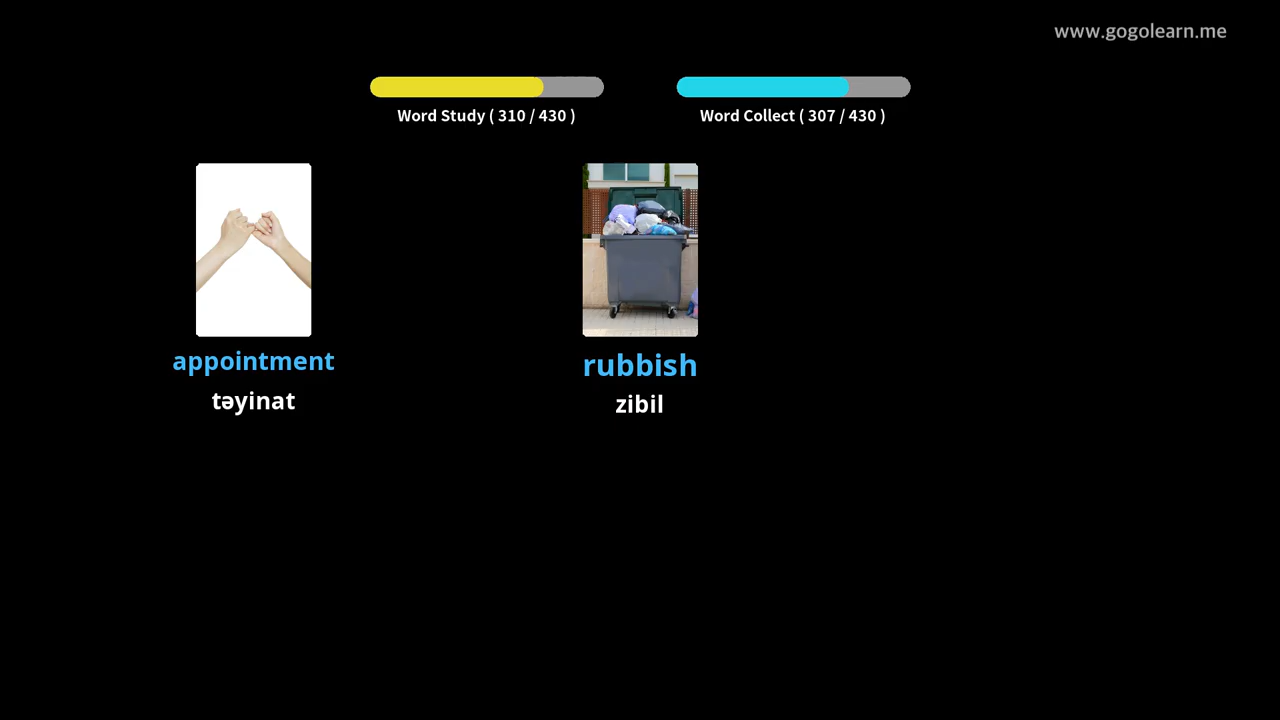 www.gogolearn.me
Word Study ( 310 / 430 )
Word Collect ( 307 / 430 )
appointment
təyinat
rubbish
zibil